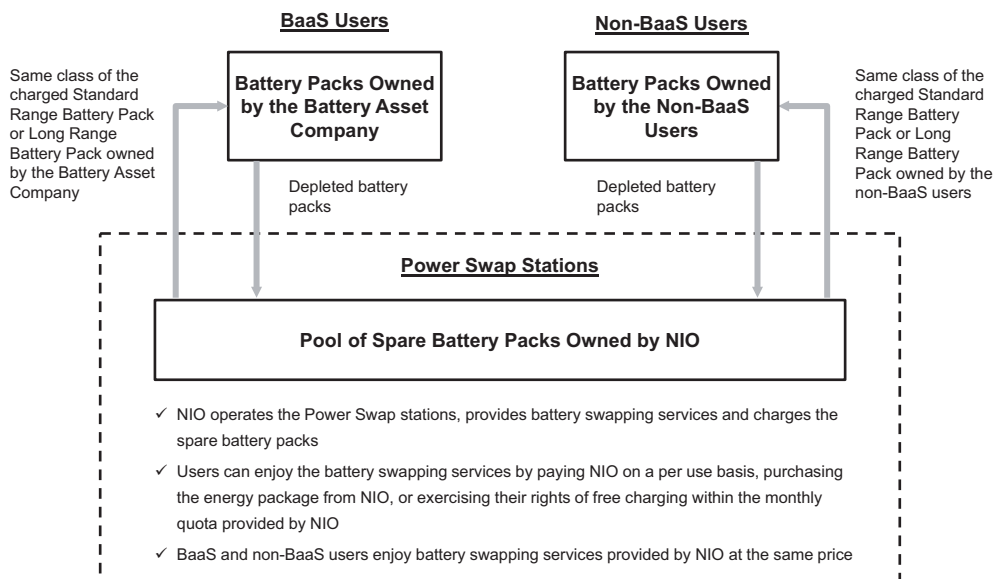 BaaS Users
Non-BaaS Users
Same class of the
charged Standard
Range Battery Pack
or Long Range
Battery Pack owned
by the Battery Asset
Company
Battery Packs Owned
by the Battery Asset
Company
Battery Packs Owned
by the Non-BaaS
Users
Same class of the
charged Standard
Range Battery
Pack or Long
Range Battery
Pack owned by the
non-BaaS users
Depleted battery
packs
Depleted battery
packs
Power Swap Stations
Pool of Spare Battery Packs Owned by NIO
✓ NIO operates the Power Swap stations, provides battery swapping services and charges the
spare battery packs
✓ Users can enjoy the battery swapping services by paying NIO on a per use basis, purchasing
the energy package from NIO, or exercising their rights of free charging within the monthly
quota provided by NIO
✓ BaaS and non-BaaS users enjoy battery swapping services provided by NIO at the same price